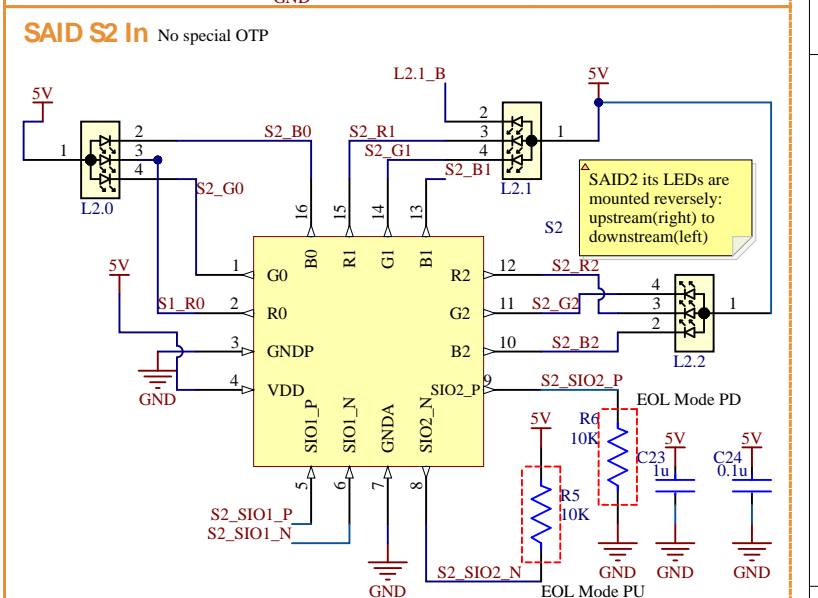 GND
SAID S2 In No special OTP
L2.1_B
5V
5V
1
2
3
4
L2.0
S2_B0
S2_G0
S2_R1
S2_G1
S2_B1
2
3
4
1
L2.1
SAID2 its LEDs are
mounted reversely:
upstream(right) to
downstream(left)
S2
16
15
14
13
B0
R1
G1
B1
5V
1
G0
S1_R0
2
R0
3
GNDP
4
VDD
GND
R2
12
S2_R2
G2
11
S2_G2
B2
10
S2_B2
SIO2_P
9
S2_SIO2_P
4
3
2
1
L2.2
SIO1_P
SIO1_N
GNDA
SIO2_N
5
6
7
8
S2_SIO1_P
S2_SIO1_N
GND
S2_SIO2_N
EOL Mode PD
5V
R6
10K
R5
10K
5V
C23
1u
5V
C24
0.1u
GND
GND
GND
EOL Mode PU